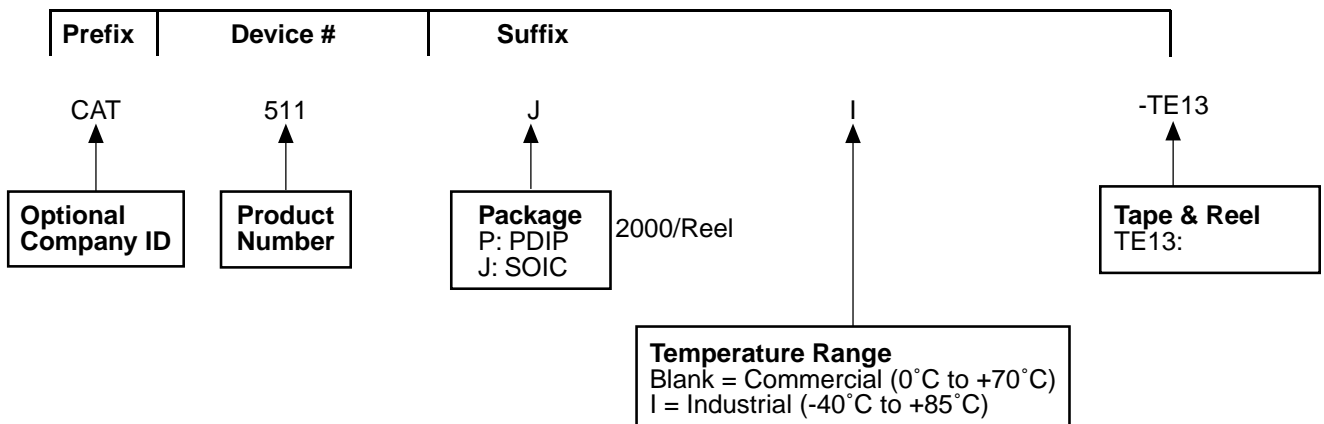 Prefix Device # Suffix
CAT 511 J I -TE13
Optional
Company ID
Product
Number
Package
P: PDIP
J: SOIC
2000/Reel
Tape & Reel
TE13:
Temperature Range
Blank = Commercial (0˚C to +70˚C)
I = Industrial (-40˚C to +85˚C)